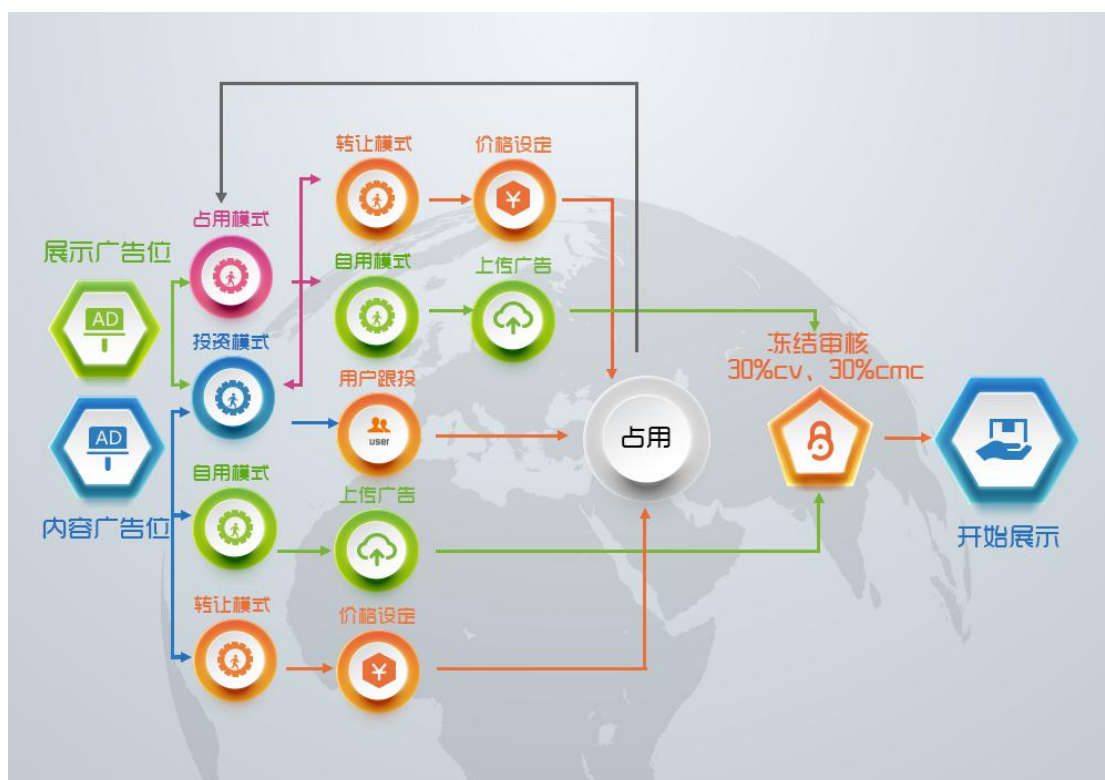 转让模式
价格设定
占用模式
展示广告位
AD
自用模式
上传广告
投资模式
冻结审核
30%cv、30%cmc
用户跟投
user
AD
占用
自用模式
上传广告
内容广告位
开始展示
转让模式
价格设定